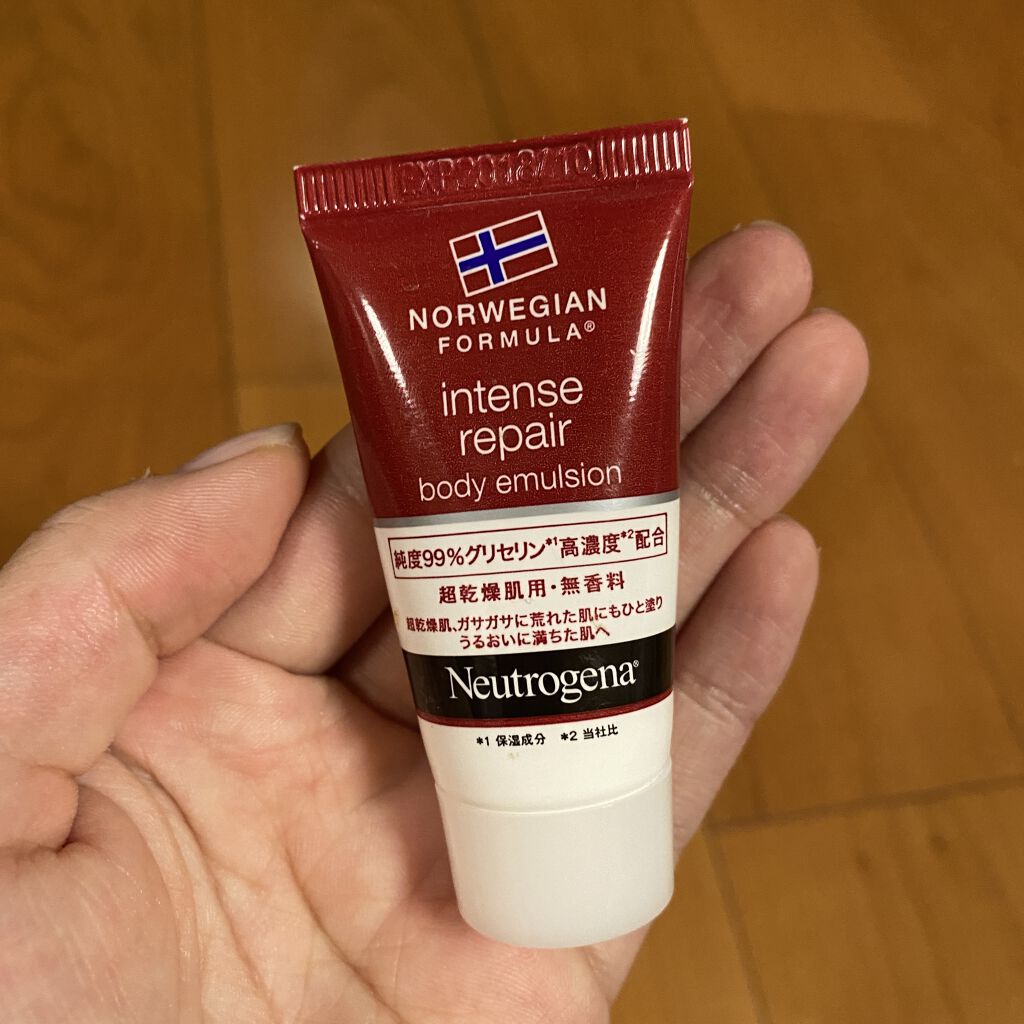 EXP2018/10
NORWEGIAN
FORMULA®
intense
repair
body emulsion
純度99%グリセリン*1高濃度*2配合
超乾燥肌用・無香料
超乾燥肌、ガサガサに荒れた肌にもひと塗り
うるおいに満ちた肌へ
Neutrogena®
*1 保湿成分 *2 当社比